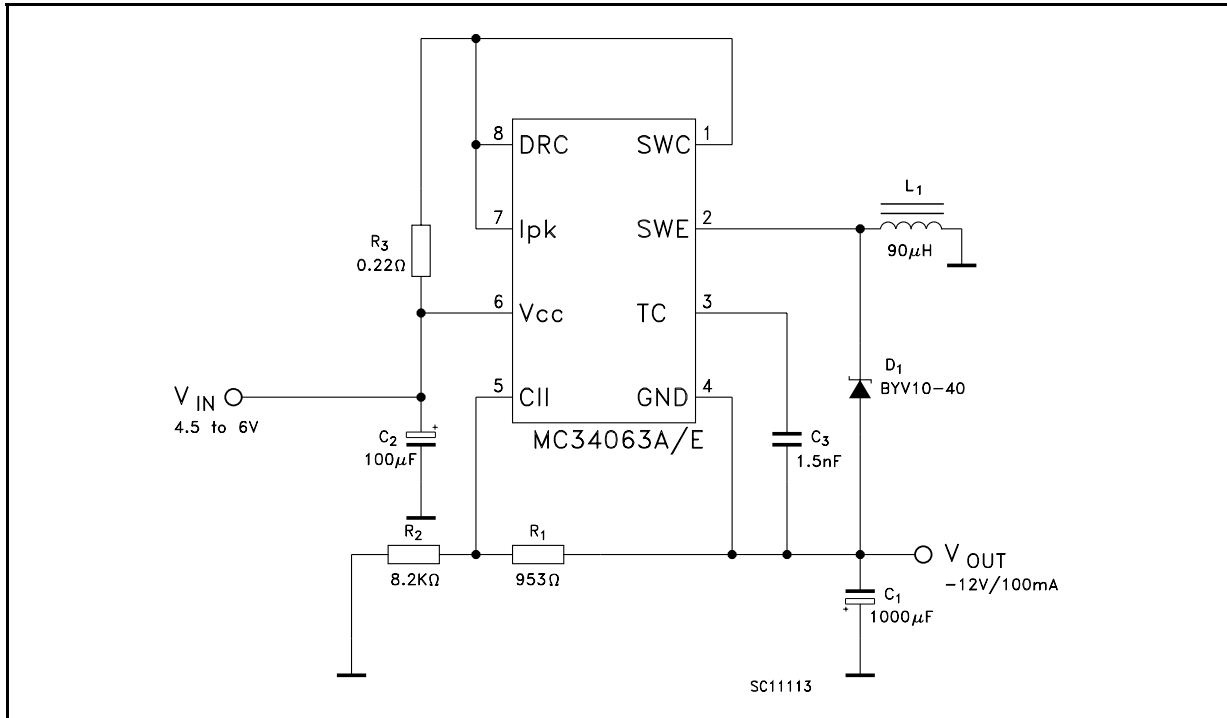 8 DRC SWC 1
7 Ipk SWE 2
L1
90μH
R3
0.22Ω
6 Vcc TC 3
D1
BYV10-40
5 CII GND 4
VIN
4.5 to 6V
C2
100μF
+
MC34063A/E
C3
1.5nF
R2
8.2KΩ
R1
953Ω
VOUT
-12V/100mA
C1
1000μF
+
SC11113